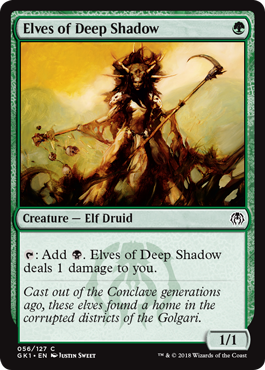 Elves of Deep Shadow
Creature — Elf Druid
: Add . Elves of Deep Shadow
deals 1 damage to you.
Cast out of the Conclave generations
ago, these elves found a home in the
corrupted districts of the Golgari.
1/1
056/127 C
GK1 • EN Justin Sweet
™ & © 2018 Wizards of the Coast